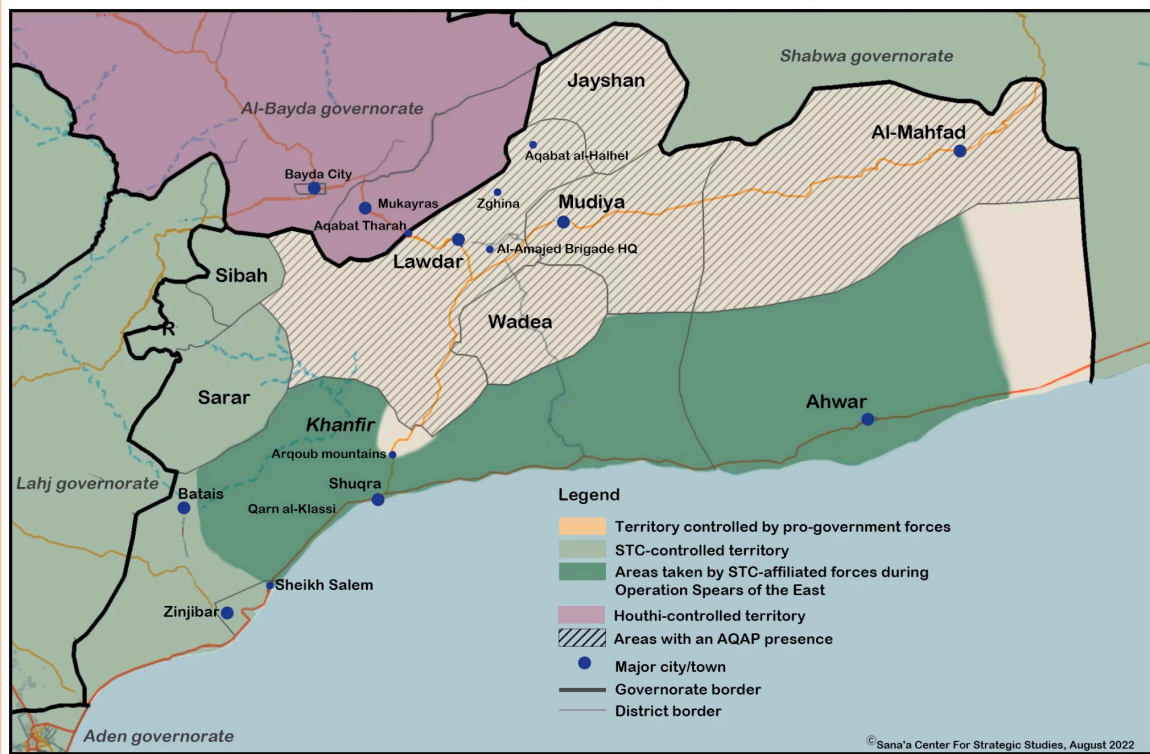 Shabwa governorate
Jayshan
Al-Bayda governorate
Al-Mahfad
Aqabat al-Halhel
Bayda City
Zghina
Mukayras
Mudiya
Aqabat Tharah
Al-Amajed Brigade HQ
Lawdar
Sibah
R
Wadea
Sarar
Ahwar
Khanfir
Arqoub mountains
Lahj governorate
Shuqra
Batais
Qarn al-Klassi
Sheikh Salem
Zinjibar
Aden governorate
Legend
Territory controlled by pro-government forces
STC-controlled territory
Areas taken by STC-affiliated forces during
Operation Spears of the East
Houthi-controlled territory
Areas with an AQAP presence
Major city/town
Governorate border
District border
©Sana'a Center For Strategic Studies, August 2022